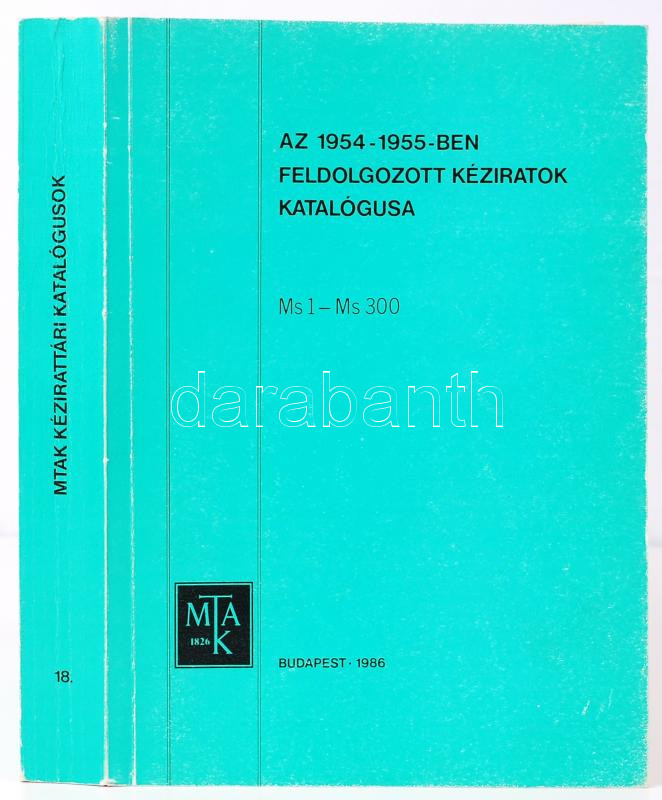 MTAK KÉZIRATTÁRI KATALÓGUSOK
18.
AZ 1954-1955-BEN
FELDOLGOZOTT KÉZIRATOK
KATALÓGUSA
Ms 1 – Ms 300
darabanth
MTA
1826 K
BUDAPEST · 1986